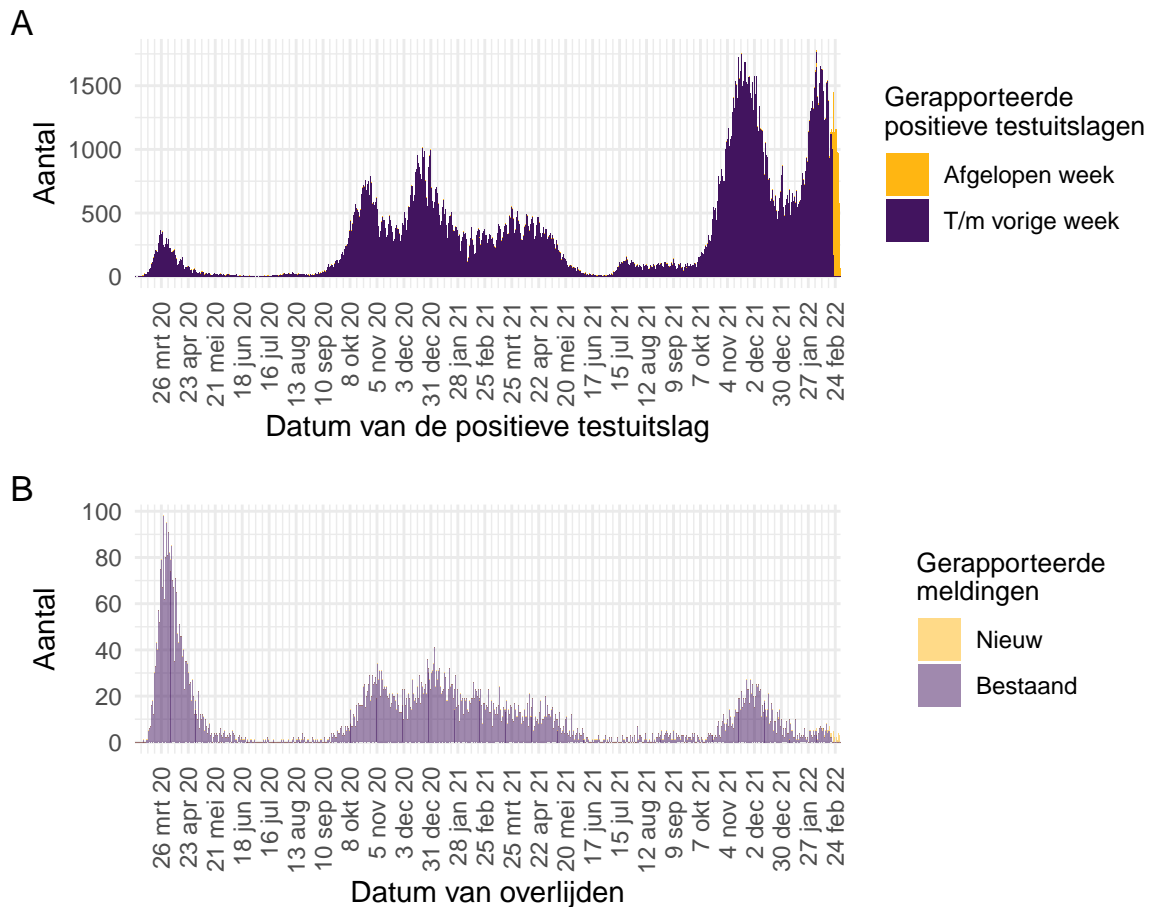 A
Aantal
1500
1000
500
0
26 mrt 20
23 apr 20
21 mei 20
18 jun 20
16 jul 20
13 aug 20
10 sep 20
8 okt 20
5 nov 20
3 dec 20
31 dec 20
28 jan 21
25 feb 21
25 mrt 21
22 apr 21
20 mei 21
17 jun 21
15 jul 21
12 aug 21
9 sep 21
7 okt 21
4 nov 21
2 dec 21
30 dec 21
27 jan 22
24 feb 22
Datum van de positieve testuitslag
Gerapporteerde
positieve testuitslagen
Afgelopen week
T/m vorige week
B
Aantal
100
80
60
40
20
0
26 mrt 20
23 apr 20
21 mei 20
18 jun 20
16 jul 20
13 aug 20
10 sep 20
8 okt 20
5 nov 20
3 dec 20
31 dec 20
28 jan 21
25 feb 21
25 mrt 21
22 apr 21
20 mei 21
17 jun 21
15 jul 21
12 aug 21
9 sep 21
7 okt 21
4 nov 21
2 dec 21
30 dec 21
27 jan 22
24 feb 22
Datum van overlijden
Gerapporteerde
meldingen
Nieuw
Bestaand